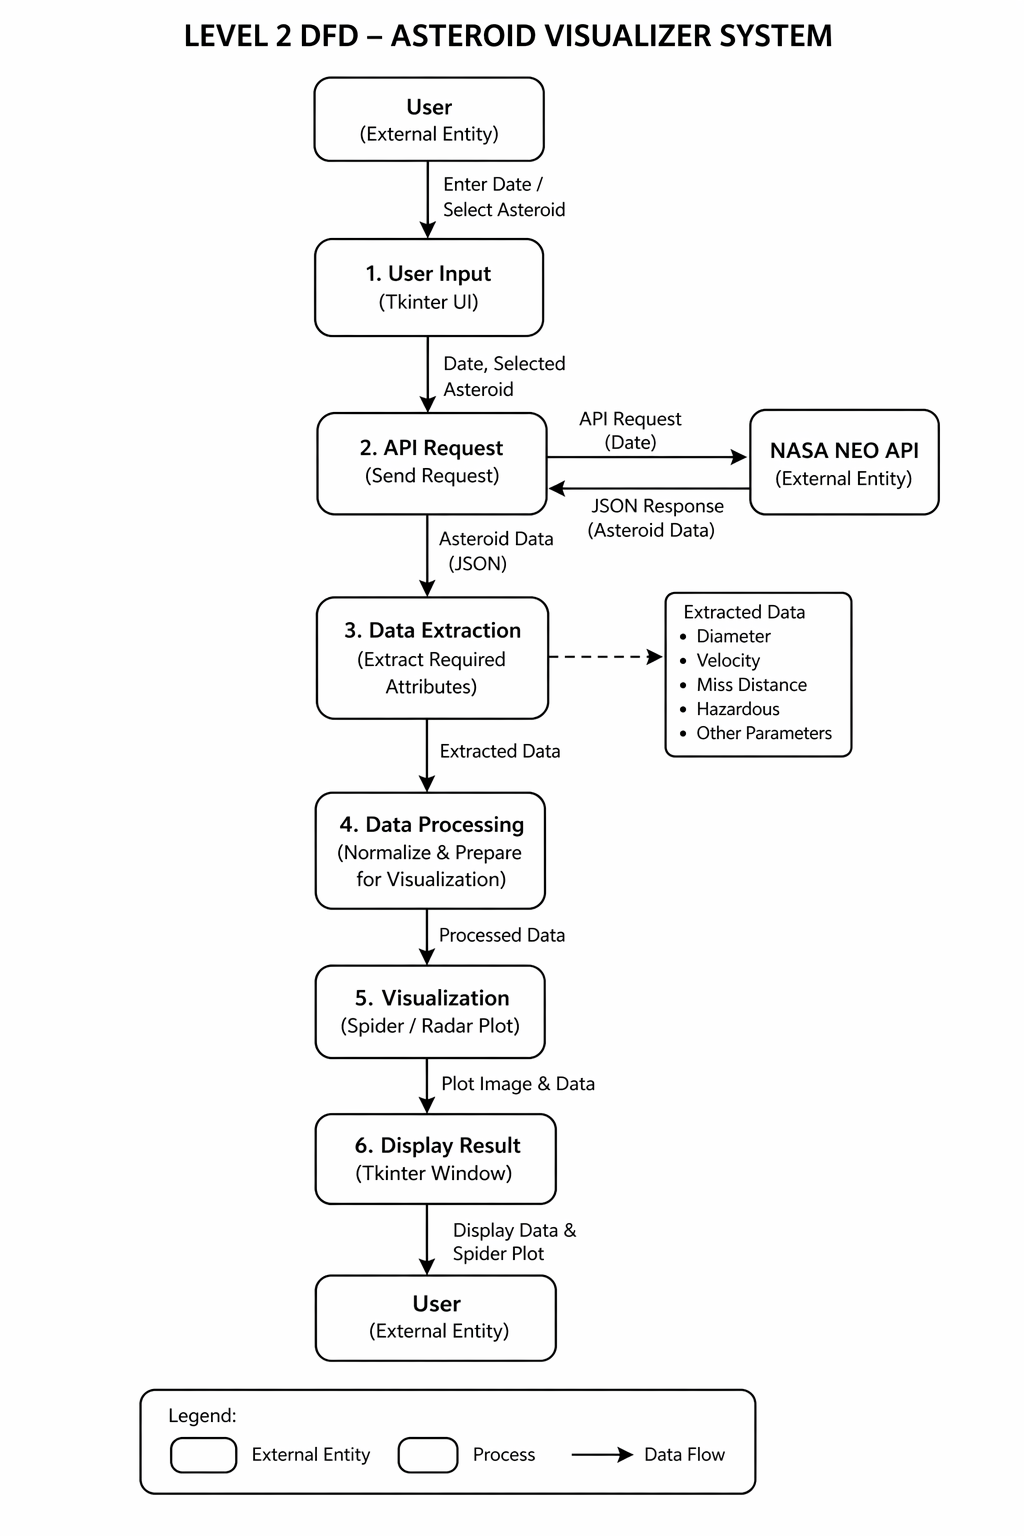 LEVEL 2 DFD – ASTEROID VISUALIZER SYSTEM
User
(External Entity)
Enter Date /
Select Asteroid
1. User Input
(Tkinter UI)
Date, Selected
Asteroid
2. API Request
(Send Request)
API Request
(Date)
NASA NEO API
(External Entity)
JSON Response
(Asteroid Data)
Asteroid Data
(JSON)
3. Data Extraction
(Extract Required
Attributes)
Extracted Data
• Diameter
• Velocity
• Miss Distance
• Hazardous
• Other Parameters
Extracted Data
4. Data Processing
(Normalize & Prepare
for Visualization)
Processed Data
5. Visualization
(Spider / Radar Plot)
Plot Image & Data
6. Display Result
(Tkinter Window)
Display Data &
Spider Plot
User
(External Entity)
Legend:
External Entity
Process
Data Flow